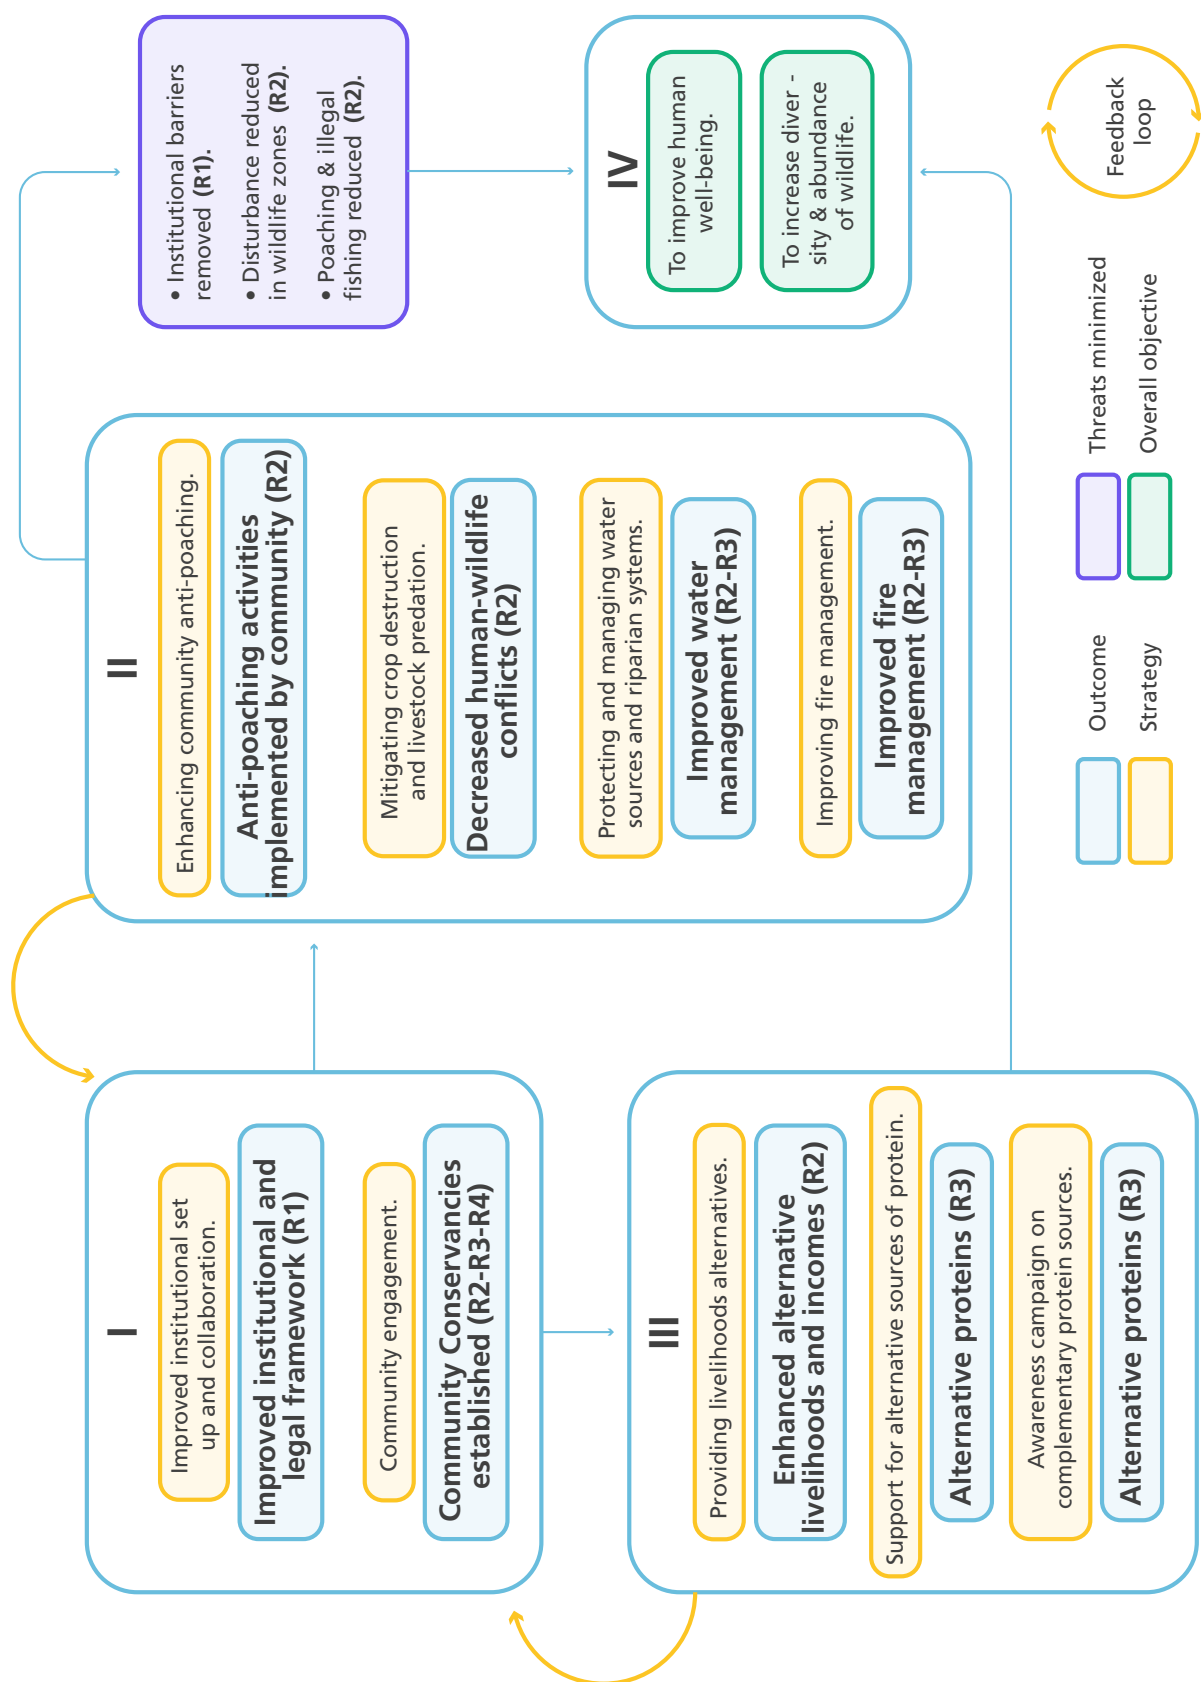 I
Improved institutional set
up and collaboration.
Improved institutional and
legal framework (R1)
Community engagement.
Community Conservancies
established (R2-R3-R4)
II
Enhancing community anti-poaching.
Anti-poaching activities
implemented by community (R2)
Mitigating crop destruction
and livestock predation.
Decreased human-wildlife
conflicts (R2)
Protecting and managing water
sources and riparian systems.
Improved water
management (R2-R3)
Improving fire management.
Improved fire
management (R2-R3)
• Institutional barriers
removed (R1).
• Disturbance reduced
in wildlife zones (R2).
• Poaching & illegal
fishing reduced (R2).
III
Providing livelihoods alternatives.
Enhanced alternative
livelihoods and incomes (R2)
Support for alternative sources of protein.
Alternative proteins (R3)
Awareness campaign on
complementary protein sources.
Alternative proteins (R3)
IV
To improve human
well-being.
To increase diver -
sity & abundance
of wildlife.
Outcome
Strategy
Threats minimized
Overall objective
Feedback
loop